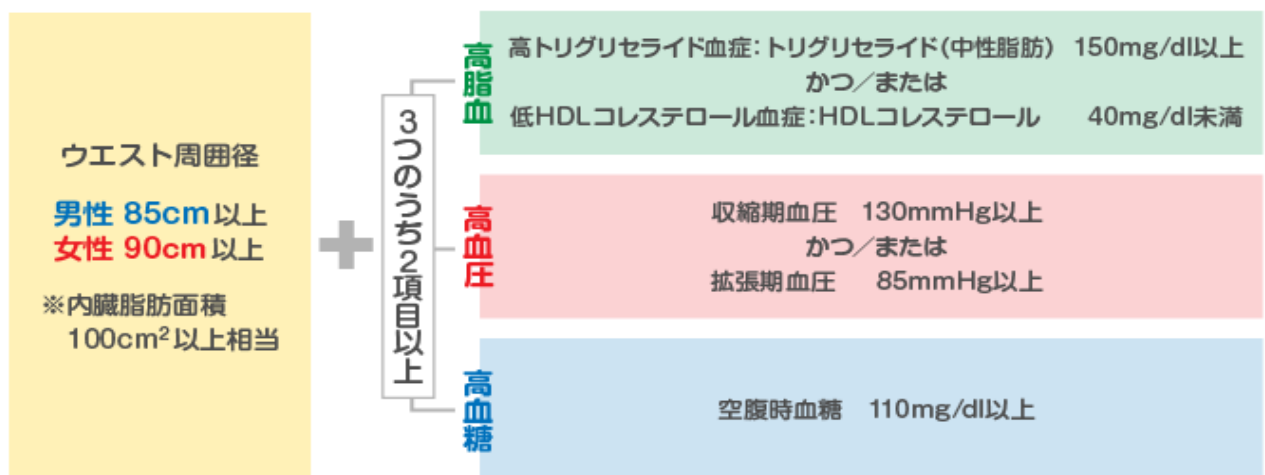 ウエスト周囲径
男性 85cm以上
女性 90cm以上
※内臓脂肪面積
100cm²以上相当
+
3つのうち2項目以上
高脂血
高トリグリセライド血症：トリグリセライド(中性脂肪) 150mg/dl以上
かつ／または
低HDLコレステロール血症：HDLコレステロール 40mg/dl未満
高血圧
収縮期血圧 130mmHg以上
かつ／または
拡張期血圧 85mmHg以上
高血糖
空腹時血糖 110mg/dl以上